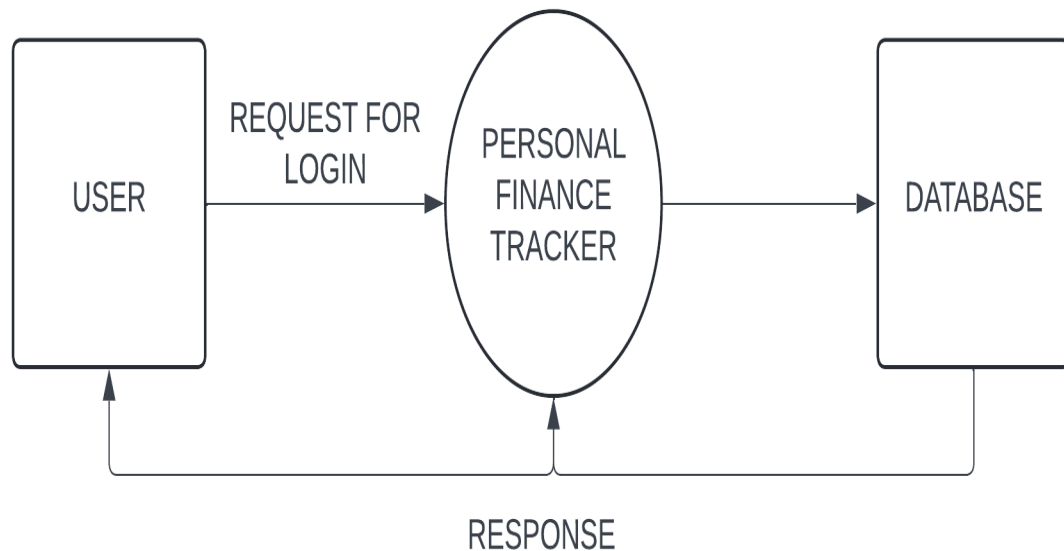 USER
REQUEST FOR
LOGIN
PERSONAL
FINANCE
TRACKER
DATABASE
RESPONSE